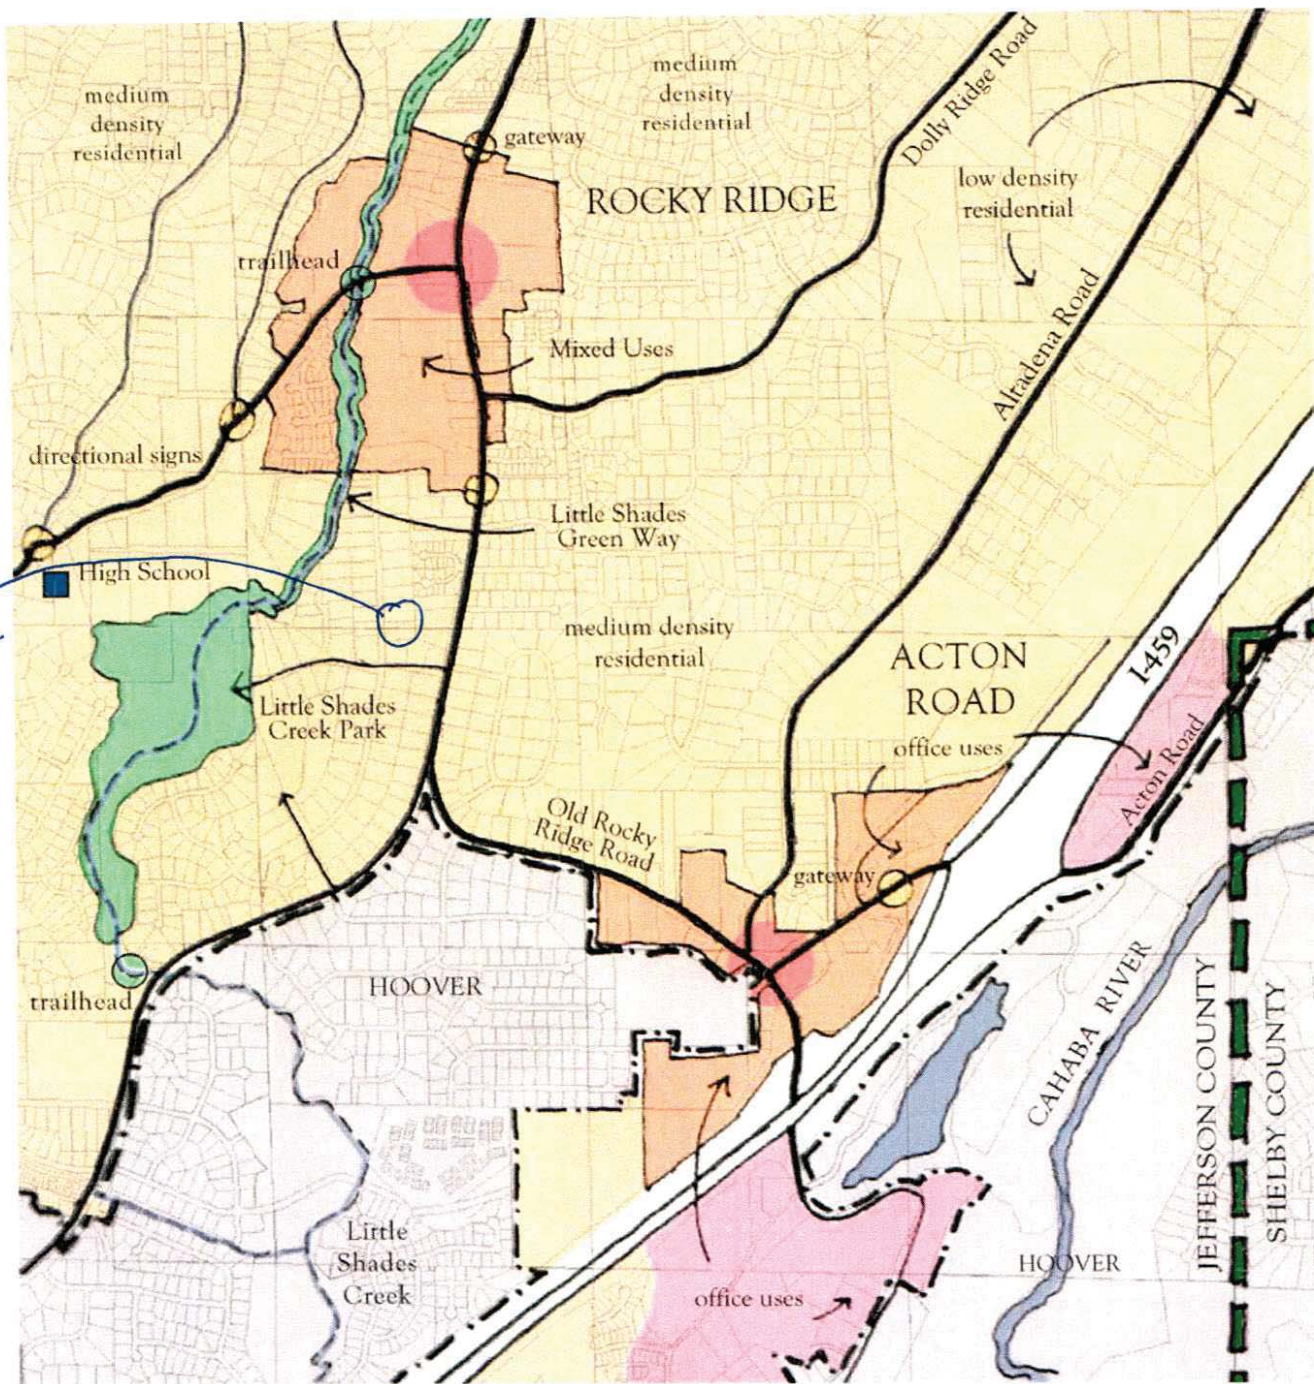 medium
density
residential
gateway
medium
density
residential
Dolly Ridge Road
ROCKY RIDGE
low density
residential
trailhead
Mixed Uses
Altadena Road
directional signs
Little Shades
Green Way
High School
medium density
residential
ACTON
ROAD
I-459
office uses
Acton Road
Little Shades
Creek Park
Old Rocky
Ridge Road
gateway
trailhead
HOOVER
CAHABA RIVER
JEFFERSON COUNTY
SHELBY COUNTY
Little
Shades
Creek
HOOVER
office uses